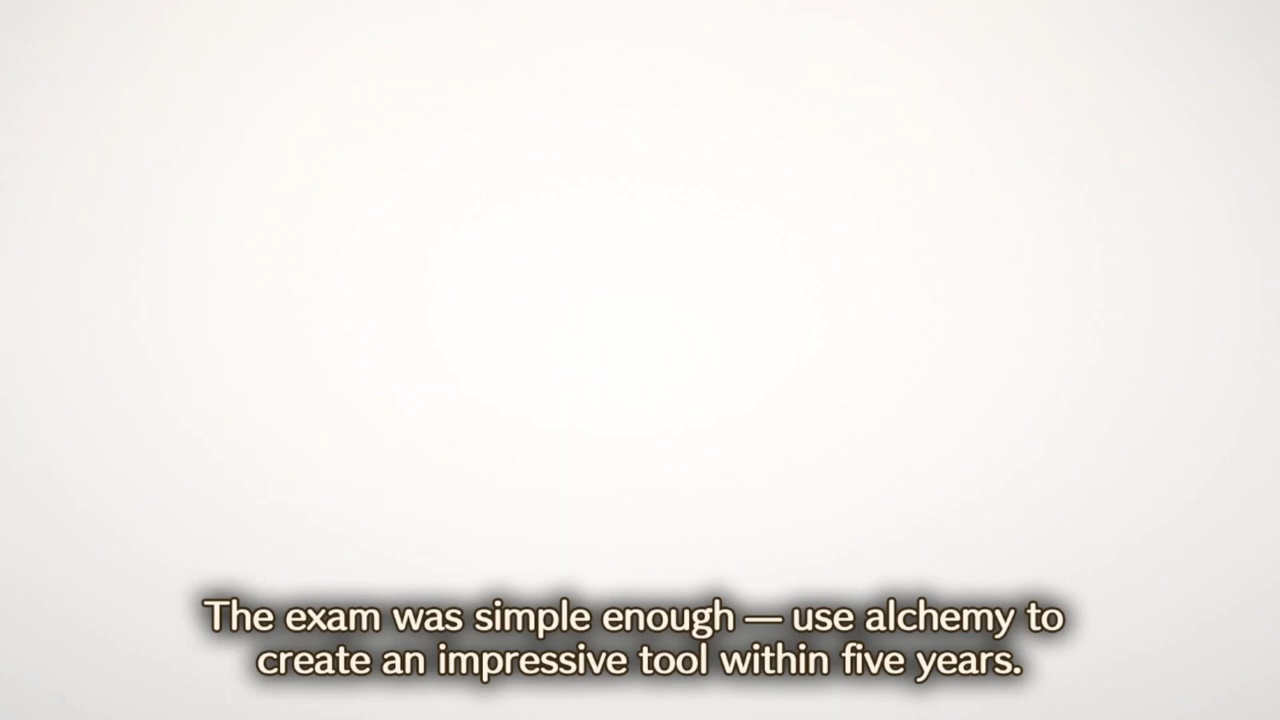 The exam was simple enough — use alchemy to
create an impressive tool within five years.